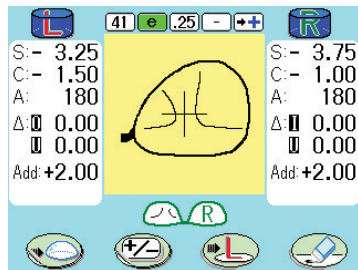 L 41 e .25 - R
S:- 3.25
C:- 1.50
A: 180
Δ: 0.00
0.00
Add:+2.00
S:- 3.75
C:- 1.00
A: 180
Δ: 0.00
0.00
Add:+2.00
R
+/- L